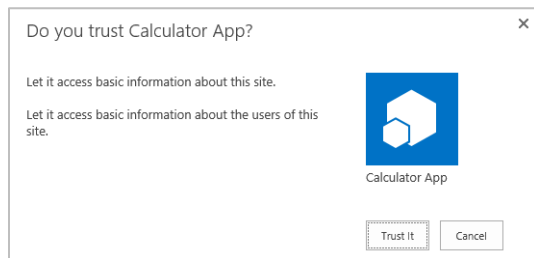 Do you trust Calculator App?
Let it access basic information about this site.
Let it access basic information about the users of this
site.
Calculator App
Trust It
Cancel